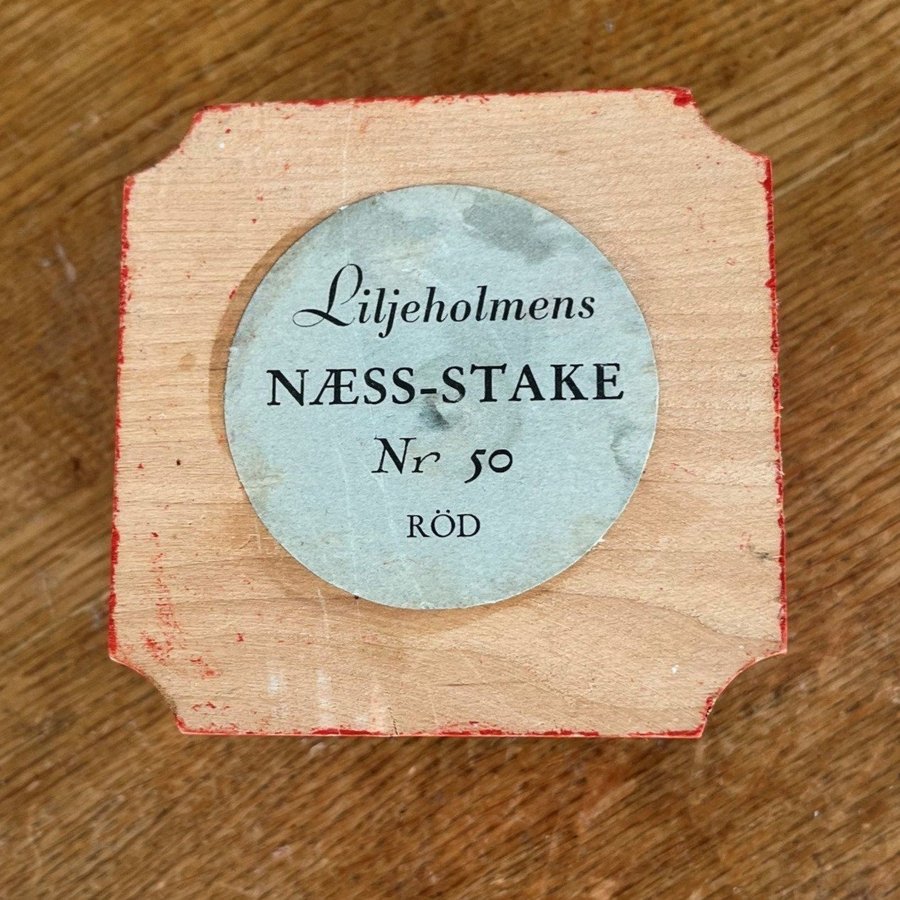 Liljeholmens
NÆSS-STAKE
Nr 50
RÖD